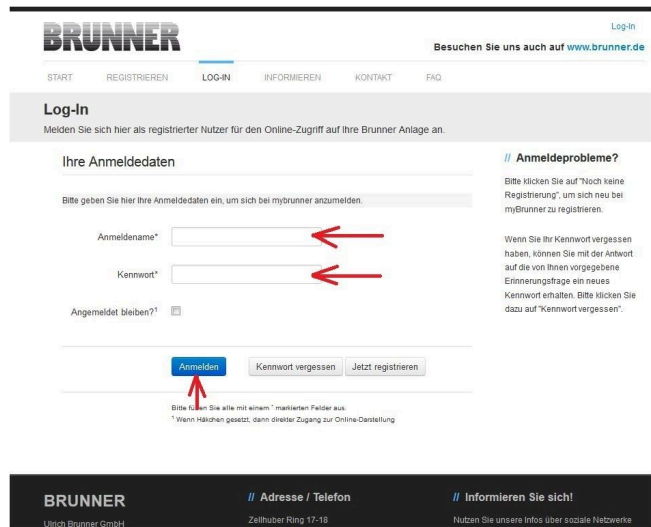 Log-In
BRUNNER
Besuchen Sie uns auch auf www.brunner.de
START REGISTRIEREN LOG-IN INFORMIEREN KONTAKT FAQ
Log-In
Melden Sie sich hier als registrierter Nutzer für den Online-Zugriff auf Ihre Brunner Anlage an.
Ihre Anmeldedaten
Bitte geben Sie hier Ihre Anmeldedaten ein, um sich bei mybrunner anzumelden.
Anmeldename*
Kennwort*
Angemeldet bleiben?¹
Anmelden Kennwort vergessen Jetzt registrieren
Bitte füllen Sie alle mit einem * markierten Felder aus.
¹ Wenn Häkchen gesetzt, dann direkter Zugang zur Online-Darstellung
// Anmeldeprobleme?
Bitte klicken Sie auf "Noch keine
Registrierung", um sich neu bei
myBrunner zu registrieren.
Wenn Sie Ihr Kennwort vergessen
haben, können Sie mit der Antwort
auf die von Ihnen vorgegebene
Erinnerungsfrage ein neues
Kennwort erhalten. Bitte klicken Sie
dazu auf "Kennwort vergessen".
BRUNNER
Ulrich Brunner GmbH
// Adresse / Telefon
Zellhuber Ring 17-18
// Informieren Sie sich!
Nutzen Sie unsere Infos über soziale Netzwerke